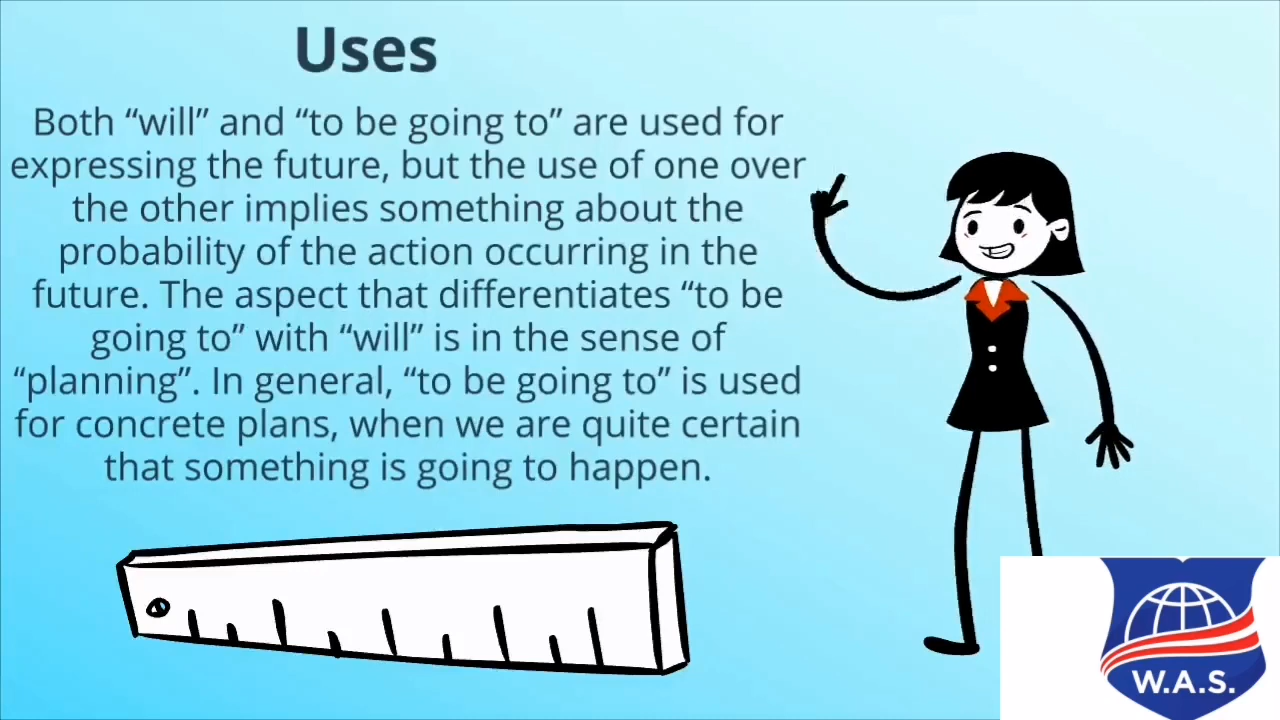 Uses
Both “will” and “to be going to” are used for
expressing the future, but the use of one over
the other implies something about the
probability of the action occurring in the
future. The aspect that differentiates “to be
going to” with “will” is in the sense of
“planning”. In general, “to be going to” is used
for concrete plans, when we are quite certain
that something is going to happen.
W.A.S.